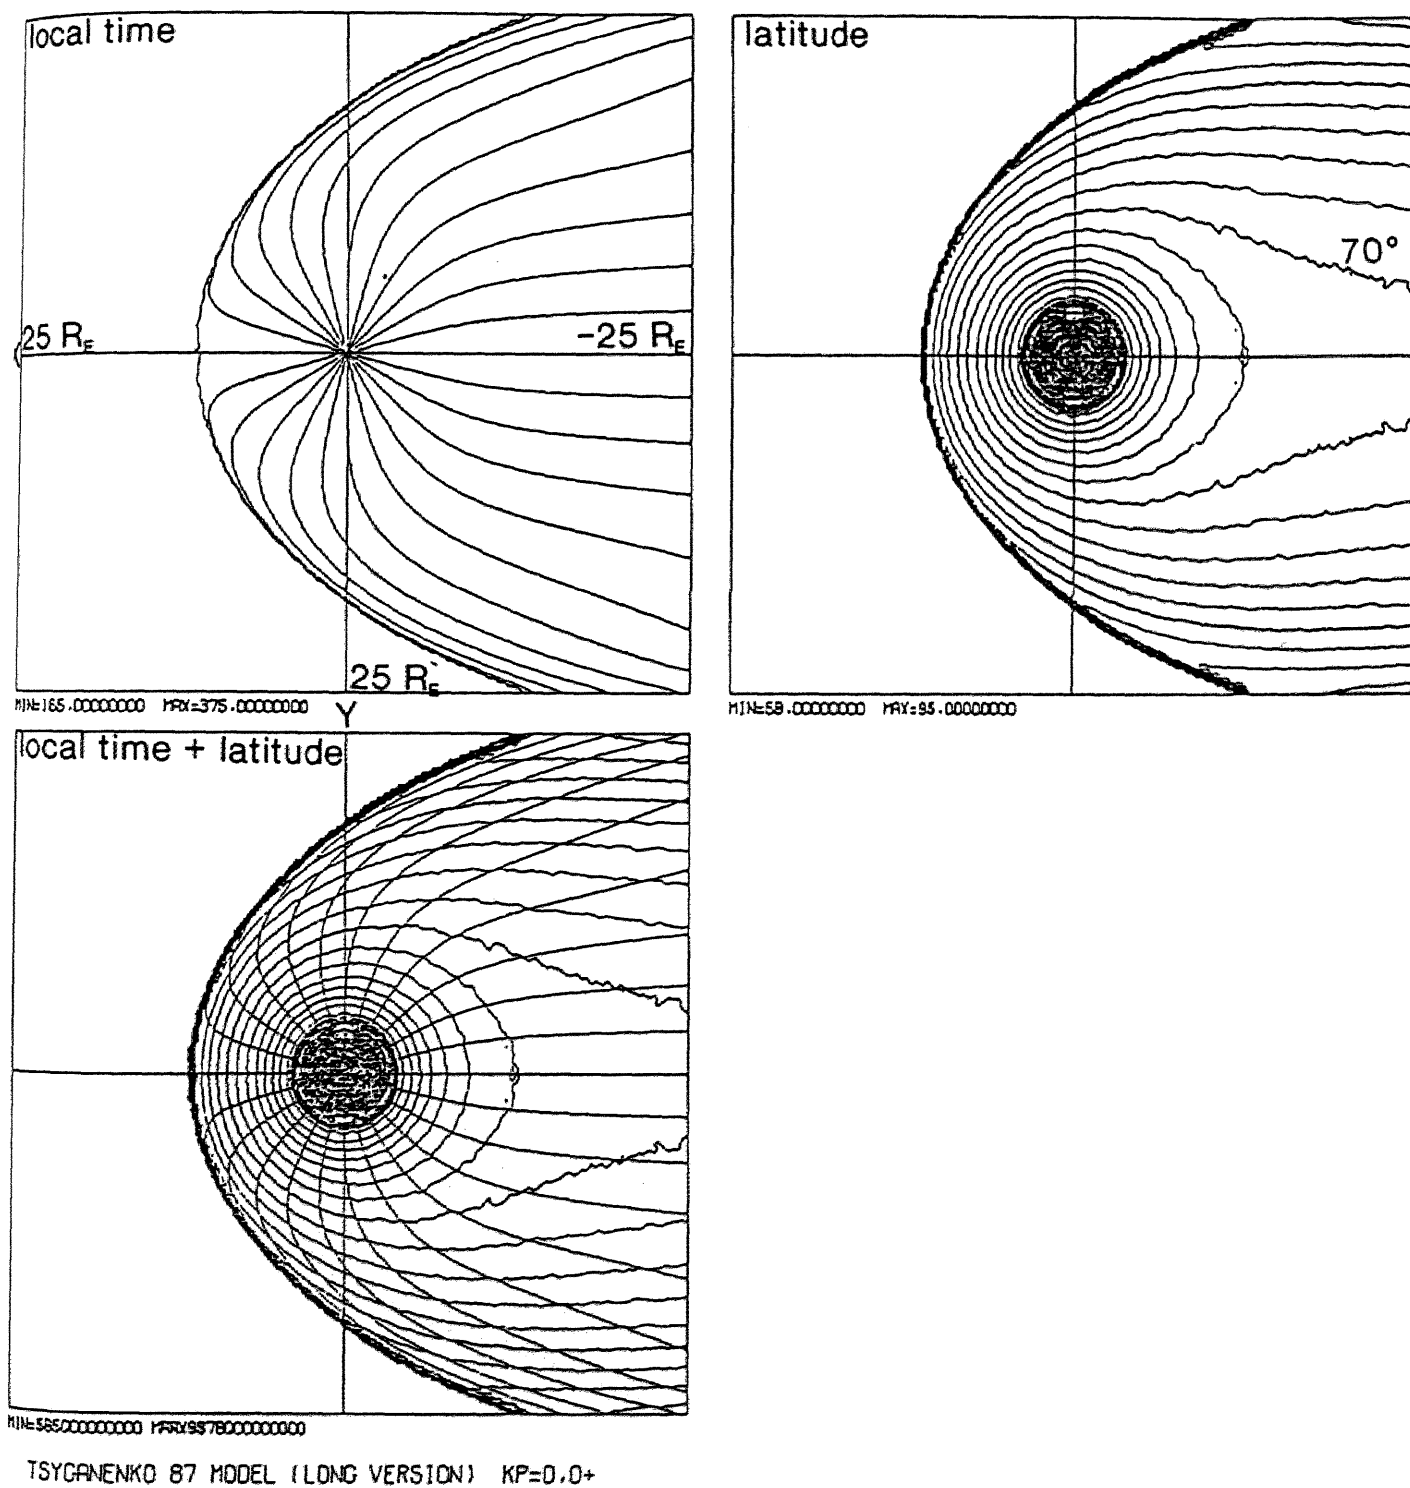 local time
latitude
70°
25 R_E
-25 R_E
25 R_E
MIN=165.00000000 MAX=375.00000000
Y
MIN=59.00000000 MAX=95.00000000
local time + latitude
TSYGANENKO 87 MODEL (LONG VERSION) KP=0,0+